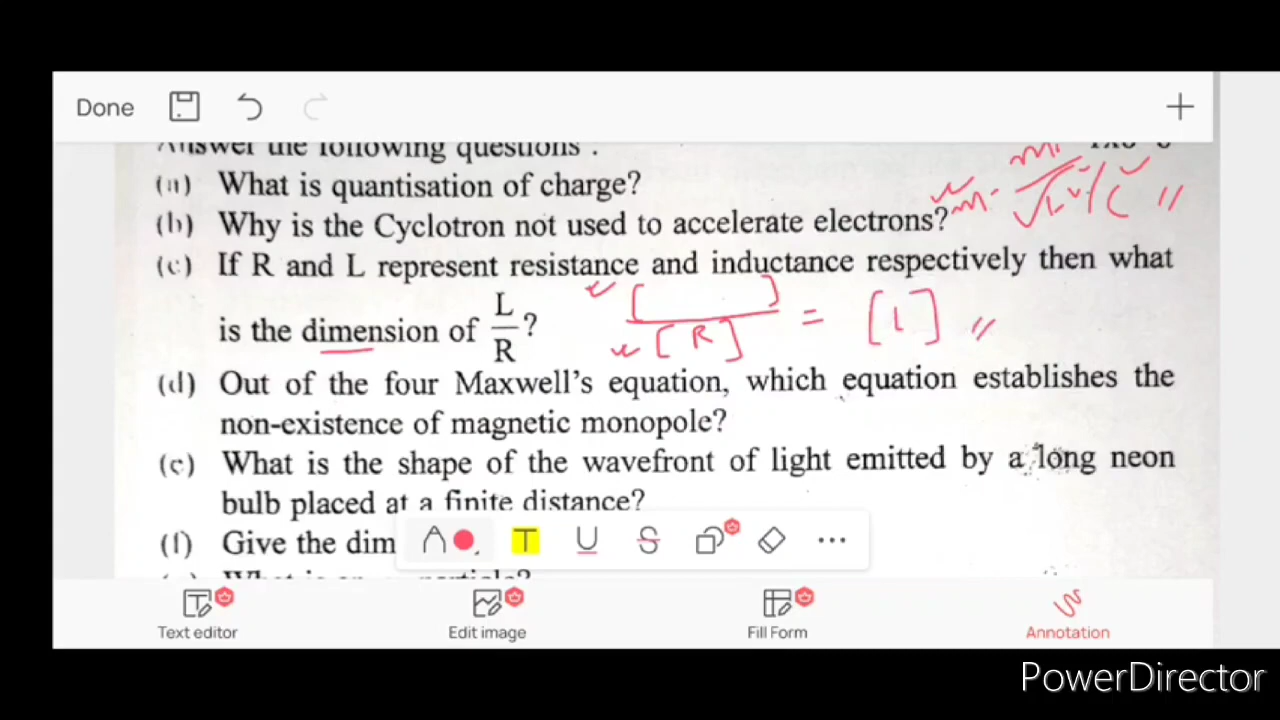 Done
Answer the following questions :
(a) What is quantisation of charge?
(b) Why is the Cyclotron not used to accelerate electrons?
(c) If R and L represent resistance and inductance respectively then what
is the dimension of L/R? [ ] / [R] = [L] //
(d) Out of the four Maxwell's equation, which equation establishes the
non-existence of magnetic monopole?
(e) What is the shape of the wavefront of light emitted by a long neon
bulb placed at a finite distance?
(f) Give the dim
Text editor Edit image Fill Form Annotation
PowerDirector